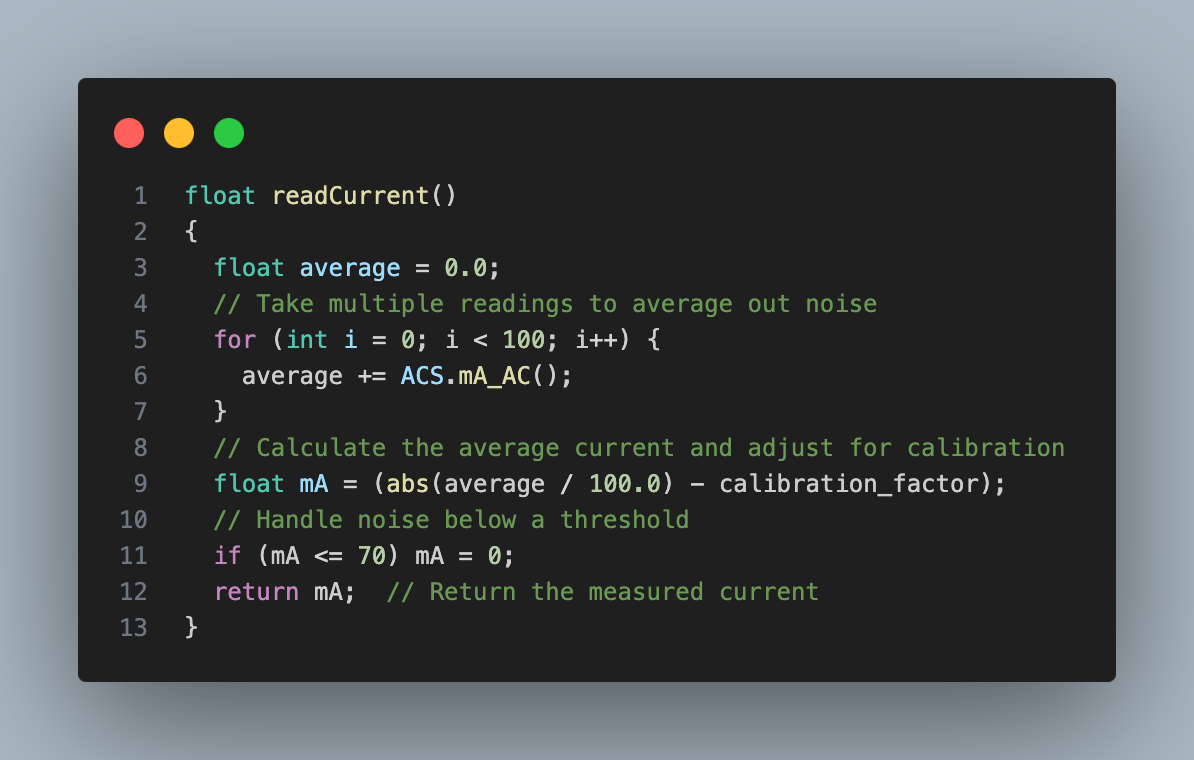 1 float readCurrent()
2 {
3   float average = 0.0;
4   // Take multiple readings to average out noise
5   for (int i = 0; i < 100; i++) {
6     average += ACS.mA_AC();
7   }
8   // Calculate the average current and adjust for calibration
9   float mA = (abs(average / 100.0) - calibration_factor);
10   // Handle noise below a threshold
11   if (mA <= 70) mA = 0;
12   return mA;  // Return the measured current
13 }